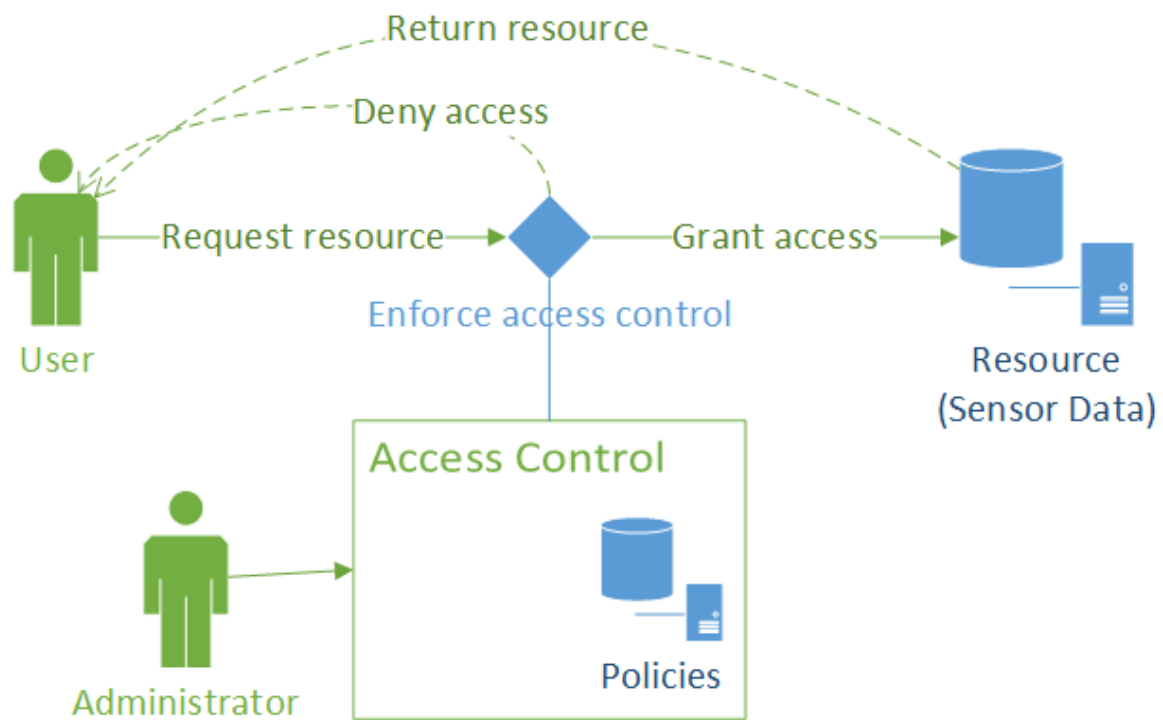 Return resource
Deny access
Request resource
Grant access
Enforce access control
User
Resource
(Sensor Data)
Access Control
Policies
Administrator